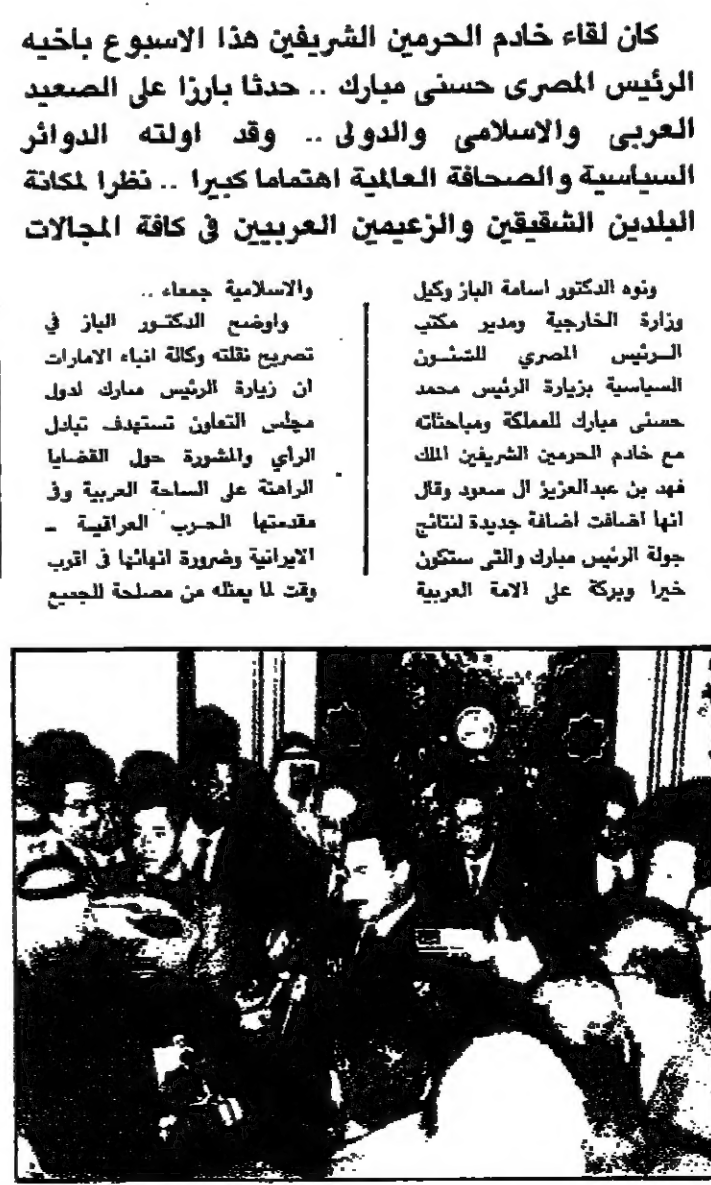 كان لقاء خادم الحرمين الشريفين هذا الاسبوع باخيه
الرئيس المصرى حسنى مبارك .. حدثا بارزا على الصعيد
العربى والاسلامى والدولى .. وقد اولته الدوائر
السياسية والصحافة العالمية اهتماما كبيرا .. نظرا لمكانة
البلدين الشقيقين والزعيمين العربيين فى كافة المجالات
ونوه الدكتور اسامة الباز وكيل
وزارة الخارجية ومدير مكتب
الرئيس المصري للشئون
السياسية بزيارة الرئيس محمد
حسنى مبارك للمملكة ومباحثاته
مع خادم الحرمين الشريفين الملك
فهد بن عبدالعزيز ال سعود وقال
انها اضافت اضافة جديدة لنتائج
جولة الرئيس مبارك والتى ستكون
خيرا وبركة على الامة العربية
والاسلامية جمعاء ..
واوضح الدكتور الباز في
تصريح نقلته وكالة انباء الامارات
ان زيارة الرئيس مبارك لدول
مجلس التعاون تستهدف تبادل
الرأي والمشورة حول القضايا
الراهنة على الساحة العربية وفى
مقدمتها الحرب العراقية ـ
الايرانية وضرورة انهائها فى اقرب
وقت لما يمثله من مصلحة للجميع